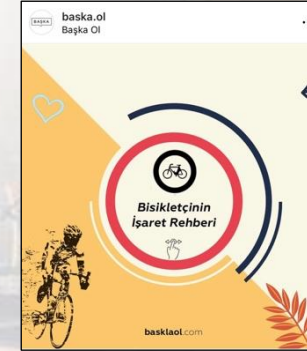 BAŞKA
baska.ol
Başka Ol
Bisikletçinin
İşaret Rehberi
basklaol.com